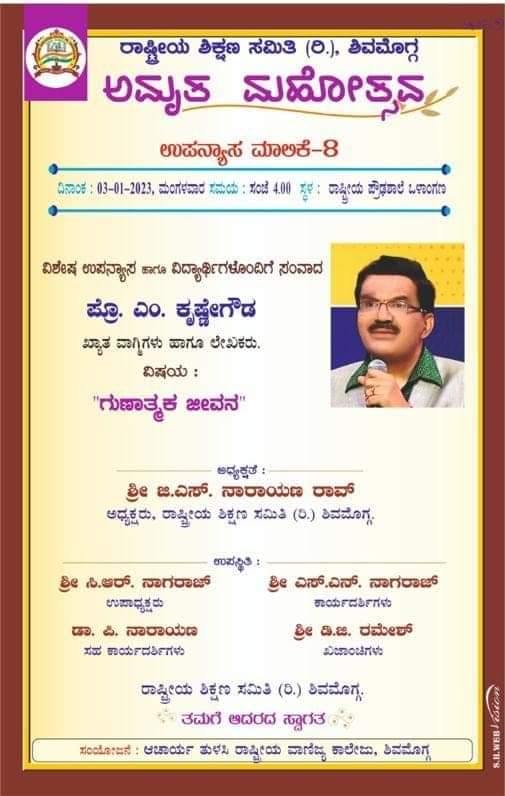 ರಾಷ್ಟ್ರೀಯ ಶಿಕ್ಷಣ ಸಮಿತಿ (ರಿ.), ಶಿವಮೊಗ್ಗ
ಅಮೃತ ಮಹೋತ್ಸವ
ಉಪನ್ಯಾಸ ಮಾಲಿಕೆ-8
ದಿನಾಂಕ : 03-01-2023, ಮಂಗಳವಾರ ಸಮಯ : ಸಂಜೆ 4.00 ಸ್ಥಳ : ರಾಷ್ಟ್ರೀಯ ಪ್ರೌಢಶಾಲೆ ಒಳಾಂಗಣ
ವಿಶೇಷ ಉಪನ್ಯಾಸ ಹಾಗೂ ವಿದ್ಯಾರ್ಥಿಗಳೊಂದಿಗೆ ಸಂವಾದ
ಪ್ರೊ. ಎಂ. ಕೃಷ್ಣೇಗೌಡ
ಖ್ಯಾತ ವಾಗ್ಮಿಗಳು ಹಾಗೂ ಲೇಖಕರು.
ವಿಷಯ :
"ಗುಣಾತ್ಮಕ ಜೀವನ"
ಅಧ್ಯಕ್ಷತೆ :
ಶ್ರೀ ಜಿ.ಎಸ್. ನಾರಾಯಣ ರಾವ್
ಅಧ್ಯಕ್ಷರು, ರಾಷ್ಟ್ರೀಯ ಶಿಕ್ಷಣ ಸಮಿತಿ (ರಿ.) ಶಿವಮೊಗ್ಗ.
ಉಪಸ್ಥಿತಿ :
ಶ್ರೀ ಸಿ.ಆರ್. ನಾಗರಾಜ್ ಶ್ರೀ ಎಸ್.ಎನ್. ನಾಗರಾಜ್
ಉಪಾಧ್ಯಕ್ಷರು ಕಾರ್ಯದರ್ಶಿಗಳು
ಡಾ. ಪಿ. ನಾರಾಯಣ ಶ್ರೀ ಡಿ.ಜಿ. ರಮೇಶ್
ಸಹ ಕಾರ್ಯದರ್ಶಿಗಳು ಖಜಾಂಚಿಗಳು
ರಾಷ್ಟ್ರೀಯ ಶಿಕ್ಷಣ ಸಮಿತಿ (ರಿ.) ಶಿವಮೊಗ್ಗ.
ತಮಗೆ ಆದರದ ಸ್ವಾಗತ
ಸಂಯೋಜನೆ : ಆಚಾರ್ಯ ತುಳಸಿ ರಾಷ್ಟ್ರೀಯ ವಾಣಿಜ್ಯ ಕಾಲೇಜು, ಶಿವಮೊಗ್ಗ
S.R.WEB Vision